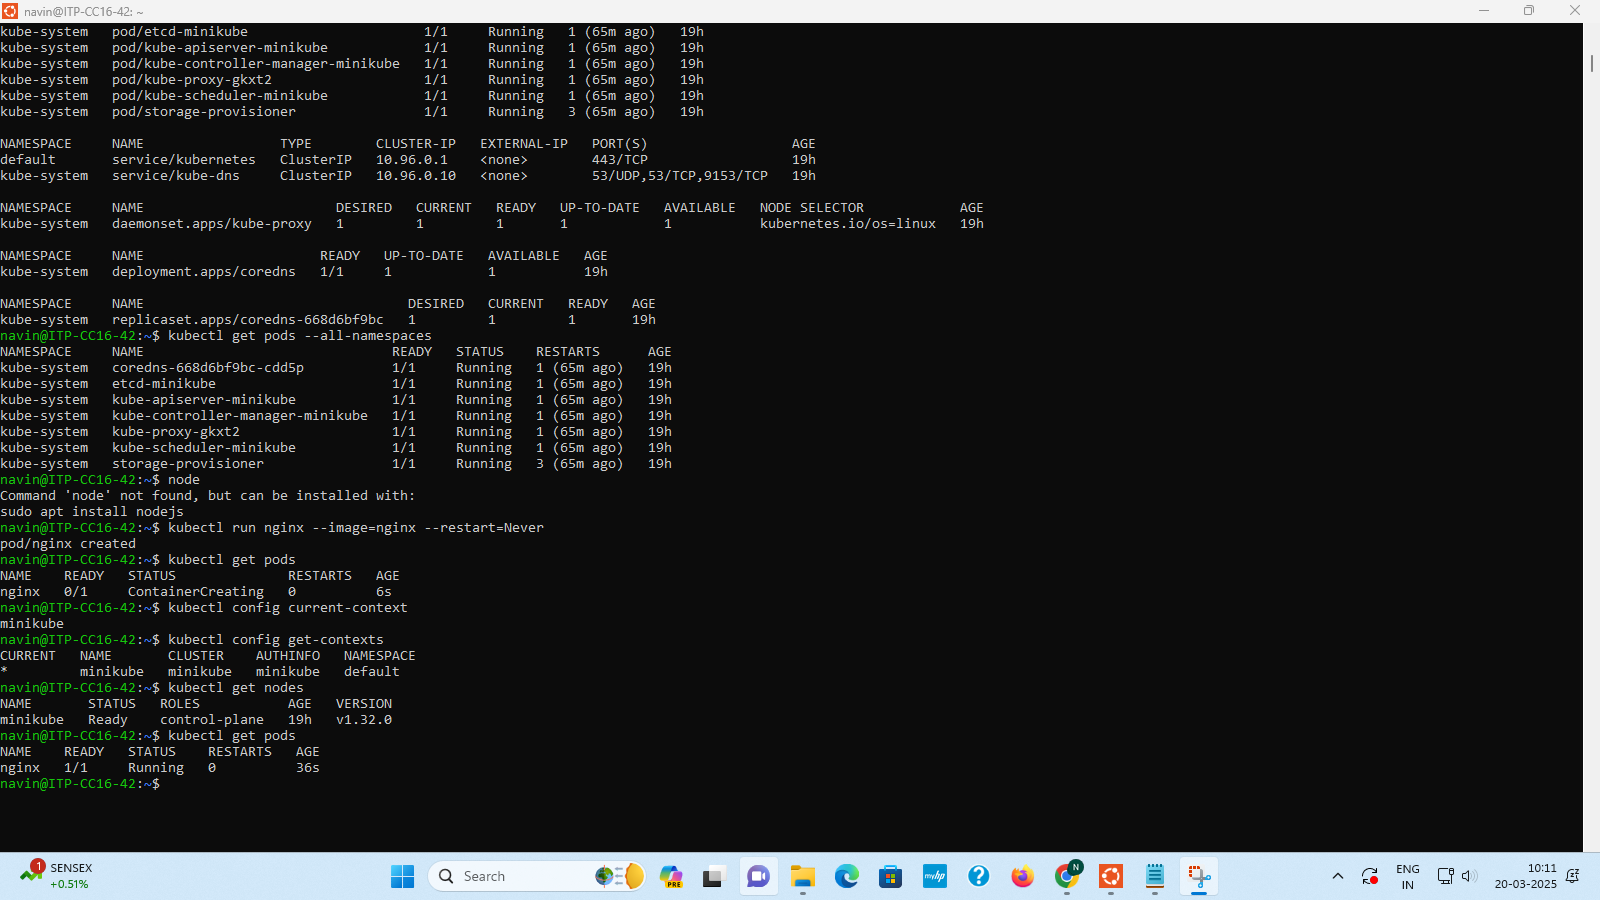 navin@ITP-CC16-42: ~
kube-system   pod/etcd-minikube                      1/1     Running   1 (65m ago)   19h
kube-system   pod/kube-apiserver-minikube            1/1     Running   1 (65m ago)   19h
kube-system   pod/kube-controller-manager-minikube   1/1     Running   1 (65m ago)   19h
kube-system   pod/kube-proxy-gkxt2                   1/1     Running   1 (65m ago)   19h
kube-system   pod/kube-scheduler-minikube            1/1     Running   1 (65m ago)   19h
kube-system   pod/storage-provisioner                1/1     Running   3 (65m ago)   19h
NAMESPACE     NAME                 TYPE        CLUSTER-IP   EXTERNAL-IP   PORT(S)                  AGE
default       service/kubernetes   ClusterIP   10.96.0.1    <none>        443/TCP                  19h
kube-system   service/kube-dns     ClusterIP   10.96.0.10   <none>        53/UDP,53/TCP,9153/TCP   19h
NAMESPACE     NAME                        DESIRED   CURRENT   READY   UP-TO-DATE   AVAILABLE   NODE SELECTOR            AGE
kube-system   daemonset.apps/kube-proxy   1         1         1       1            1           kubernetes.io/os=linux   19h
NAMESPACE     NAME                      READY   UP-TO-DATE   AVAILABLE   AGE
kube-system   deployment.apps/coredns   1/1     1            1           19h
NAMESPACE     NAME                                 DESIRED   CURRENT   READY   AGE
kube-system   replicaset.apps/coredns-668d6bf9bc   1         1         1       19h
navin@ITP-CC16-42:~$ kubectl get pods --all-namespaces
NAMESPACE     NAME                               READY   STATUS    RESTARTS      AGE
kube-system   coredns-668d6bf9bc-cdd5p           1/1     Running   1 (65m ago)   19h
kube-system   etcd-minikube                      1/1     Running   1 (65m ago)   19h
kube-system   kube-apiserver-minikube            1/1     Running   1 (65m ago)   19h
kube-system   kube-controller-manager-minikube   1/1     Running   1 (65m ago)   19h
kube-system   kube-proxy-gkxt2                   1/1     Running   1 (65m ago)   19h
kube-system   kube-scheduler-minikube            1/1     Running   1 (65m ago)   19h
kube-system   storage-provisioner                1/1     Running   3 (65m ago)   19h
navin@ITP-CC16-42:~$ node
Command 'node' not found, but can be installed with:
sudo apt install nodejs
navin@ITP-CC16-42:~$ kubectl run nginx --image=nginx --restart=Never
pod/nginx created
navin@ITP-CC16-42:~$ kubectl get pods
NAME    READY   STATUS              RESTARTS   AGE
nginx   0/1     ContainerCreating   0          6s
navin@ITP-CC16-42:~$ kubectl config current-context
minikube
navin@ITP-CC16-42:~$ kubectl config get-contexts
CURRENT   NAME       CLUSTER    AUTHINFO   NAMESPACE
*         minikube   minikube   minikube   default
navin@ITP-CC16-42:~$ kubectl get nodes
NAME       STATUS   ROLES           AGE   VERSION
minikube   Ready    control-plane   19h   v1.32.0
navin@ITP-CC16-42:~$ kubectl get pods
NAME    READY   STATUS    RESTARTS   AGE
nginx   1/1     Running   0          36s
navin@ITP-CC16-42:~$
1 SENSEX
+0.51%
Search
PRE
myhp
N
ENG
IN
10:11
20-03-2025